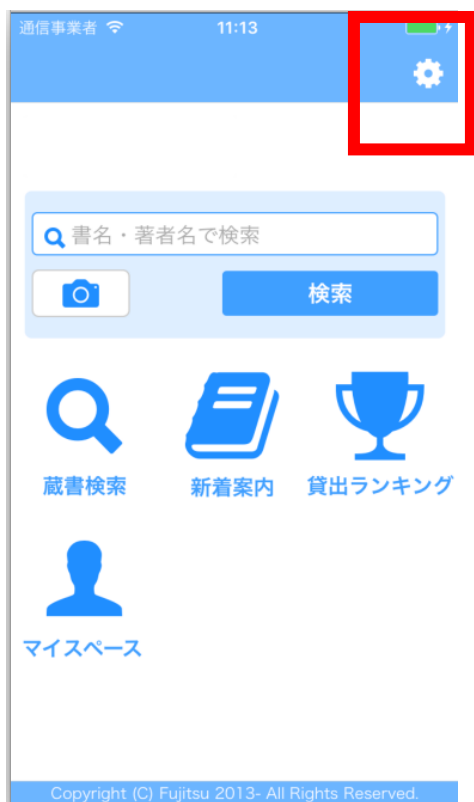 通信事業者 11:13
書名・著者名で検索
検索
蔵書検索 新着案内 貸出ランキング
マイスペース
Copyright (C) Fujitsu 2013- All Rights Reserved.